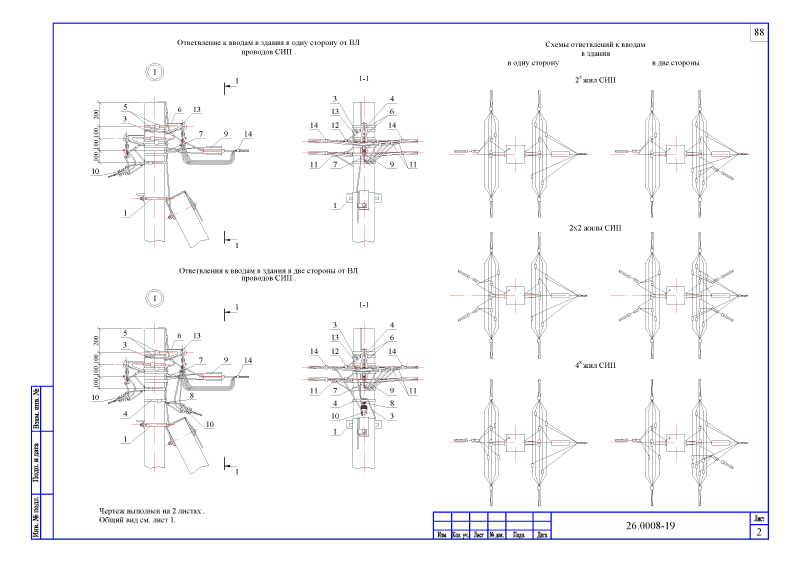 88
Ответвление к вводам в здания в одну сторону от ВЛ
проводов СИП .
I
1
1-1
5
6
13
3
200
100
100
100
7
9
14
10
1
1
3
4
13
6
14
12
14
11
7
9
11
1
Ответвления к вводам в здания в две стороны от ВЛ
проводов СИП .
I
1
1-1
5
6
13
3
200
100
100
100
7
9
14
10
8
4
10
1
1
3
4
13
6
14
12
14
11
7
9
11
4
8
10
3
1
Схемы ответвлений к вводам
в здания
в одну сторону
в две стороны
2х жил СИП
2х2 жилы СИП
4х жил СИП
Чертеж выполнен на 2 листах .
Общий вид см. лист 1.
Взам. инв. №
Подп. и дата
Инв. № подл.
Изм.
Кол. уч.
Лист
№ док.
Подп.
Дата
26.0008-19
Лист
2